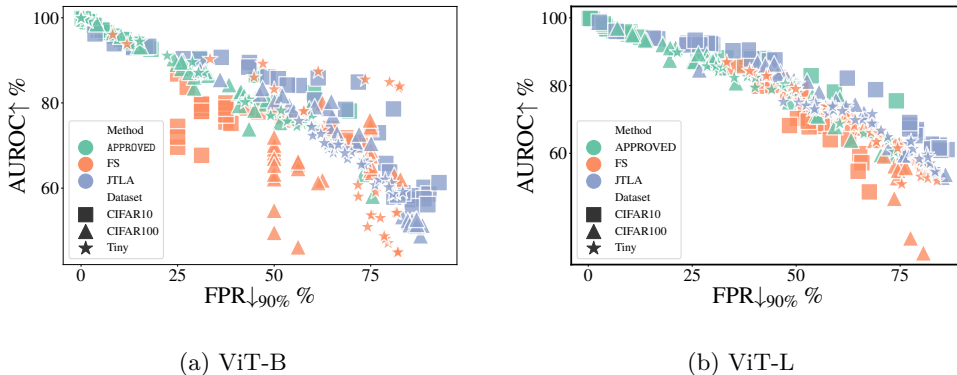 100
80
60
AUROC↑ %
Method
APPROVED
FS
JTLA
Dataset
CIFAR10
CIFAR100
Tiny
0 25 50 75
FPR↓90% %
(a) ViT-B
100
80
60
AUROC↑ %
Method
APPROVED
FS
JTLA
Dataset
CIFAR10
CIFAR100
Tiny
0 25 50 75
FPR↓90% %
(b) ViT-L